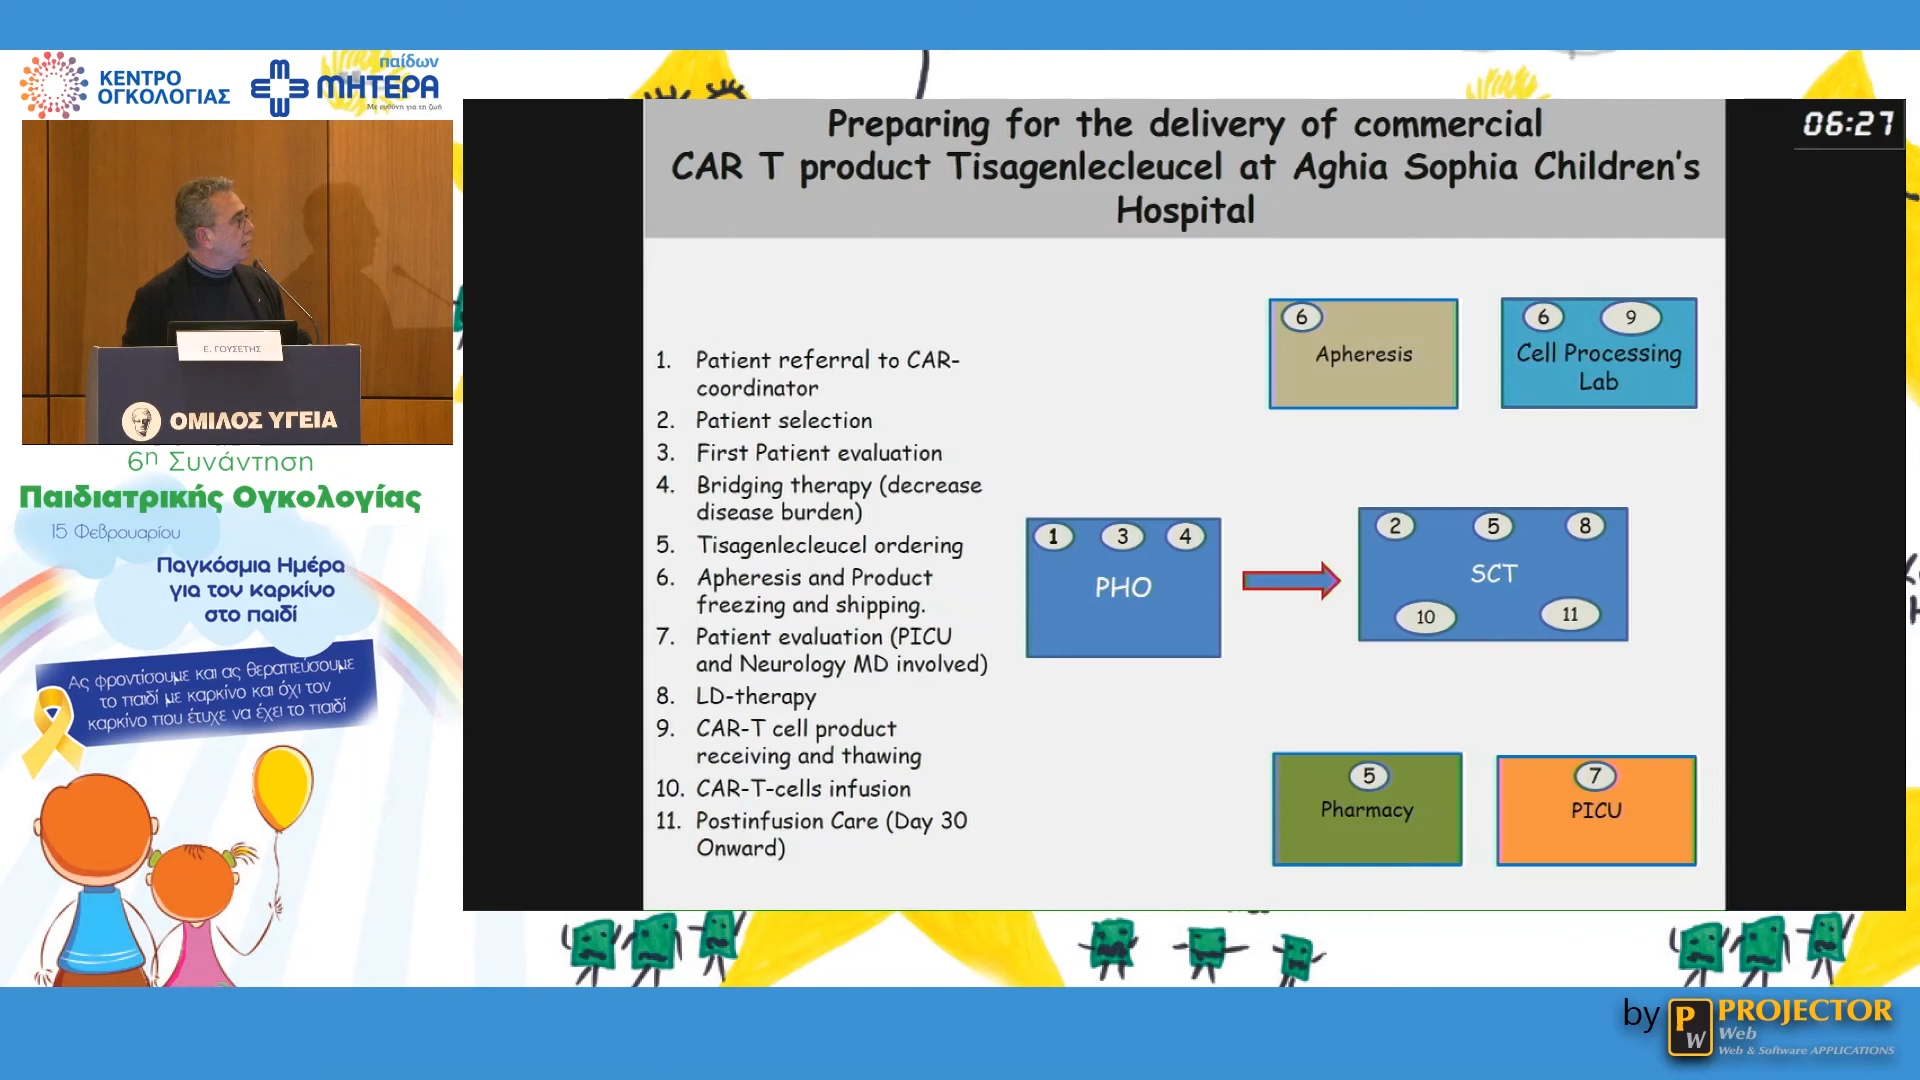 ΚΕΝΤΡΟ
ΟΓΚΟΛΟΓΙΑΣ
παίδων
ΜΗΤΕΡΑ
Με ευθύνη για τη ζωή
Ε. ΓΟΥΣΕΤΗΣ
ΟΜΙΛΟΣ ΥΓΕΙΑ
6η Συνάντηση
Παιδιατρικής Ογκολογίας
15 Φεβρουαρίου
Παγκόσμια Ημέρα
για τον καρκίνο
στο παιδί
Ας φροντίσουμε και ας θεραπεύσουμε
το παιδί με καρκίνο και όχι τον
καρκίνο που έτυχε να έχει το παιδί
Preparing for the delivery of commercial
CAR T product Tisagenlecleucel at Aghia Sophia Children's
Hospital
06:27
1. Patient referral to CAR-
coordinator
2. Patient selection
3. First Patient evaluation
4. Bridging therapy (decrease
disease burden)
5. Tisagenlecleucel ordering
6. Apheresis and Product
freezing and shipping.
7. Patient evaluation (PICU
and Neurology MD involved)
8. LD-therapy
9. CAR-T cell product
receiving and thawing
10. CAR-T-cells infusion
11. Postinfusion Care (Day 30
Onward)
6
Apheresis
6 9
Cell Processing
Lab
1 3 4
PHO
2 5 8
SCT
10 11
5
Pharmacy
7
PICU
by PW PROJECTOR
Web
Web & Software APPLICATIONS